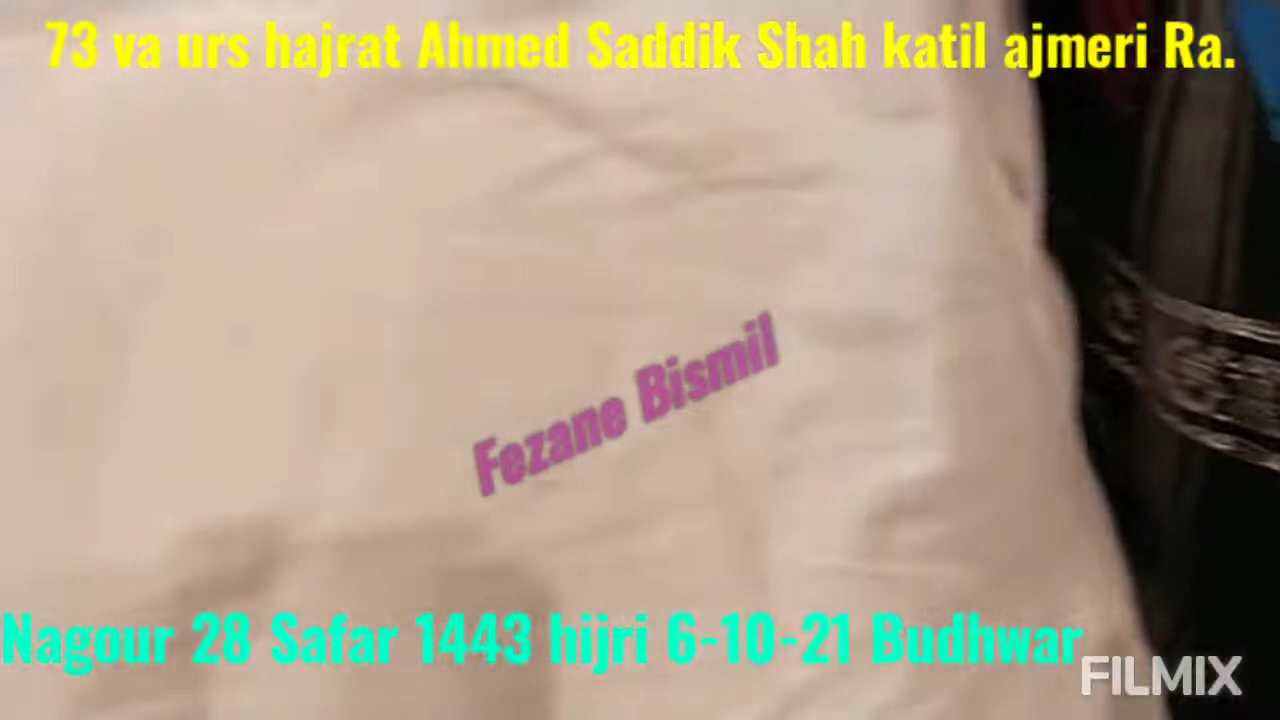 73 va urs hajrat Ahmed Saddik Shah katil ajmeri Ra.
Fezane Bismil
Nagour 28 Safar 1443 hijri 6-10-21 Budhwar
FILMIX